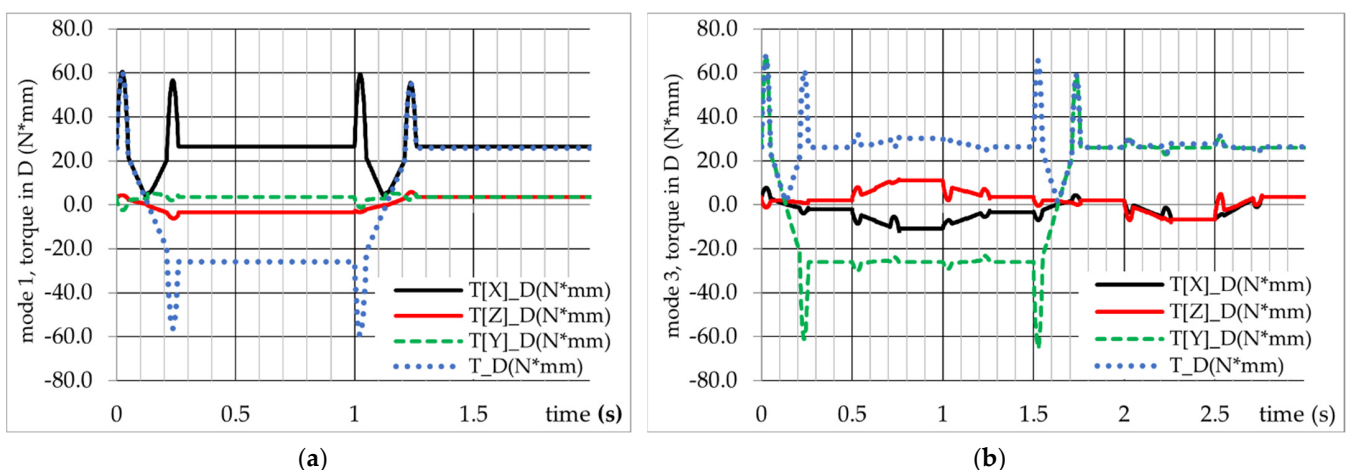 mode 1, torque in D (N*mm)
80.0
60.0
40.0
20.0
0.0
-20.0
-40.0
-60.0
-80.0
T[X]_D(N*mm)
T[Z]_D(N*mm)
T[Y]_D(N*mm)
T_D(N*mm)
0 0.5 1 1.5 time (s)
(a)
mode 3, torque in D (N*mm)
80.0
60.0
40.0
20.0
0.0
-20.0
-40.0
-60.0
-80.0
T[X]_D(N*mm)
T[Z]_D(N*mm)
T[Y]_D(N*mm)
T_D(N*mm)
0 0.5 1 1.5 2 2.5 time (s)
(b)